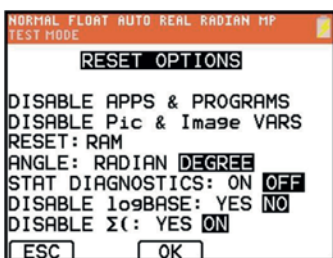 NORMAL FLOAT AUTO REAL RADIAN MP
TEST MODE
RESET OPTIONS
DISABLE APPS & PROGRAMS
DISABLE Pic & Image VARS
RESET: RAM
ANGLE: RADIAN DEGREE
STAT DIAGNOSTICS: ON OFF
DISABLE logBASE: YES NO
DISABLE Σ(: YES ON
ESC OK